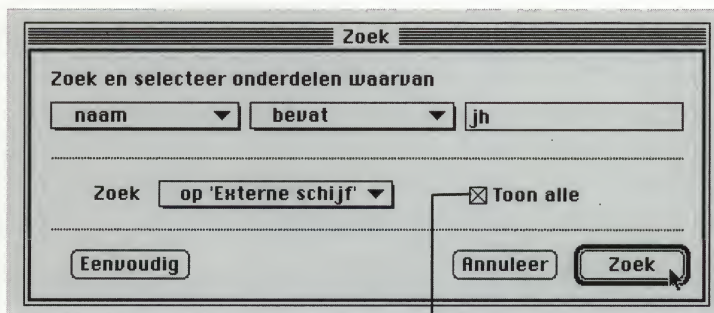 Zoek
Zoek en selecteer onderdelen waarvan
naam bevat jh
Zoek op 'Externe schijf' Toon alle
Eenvoudig Annuleer Zoek